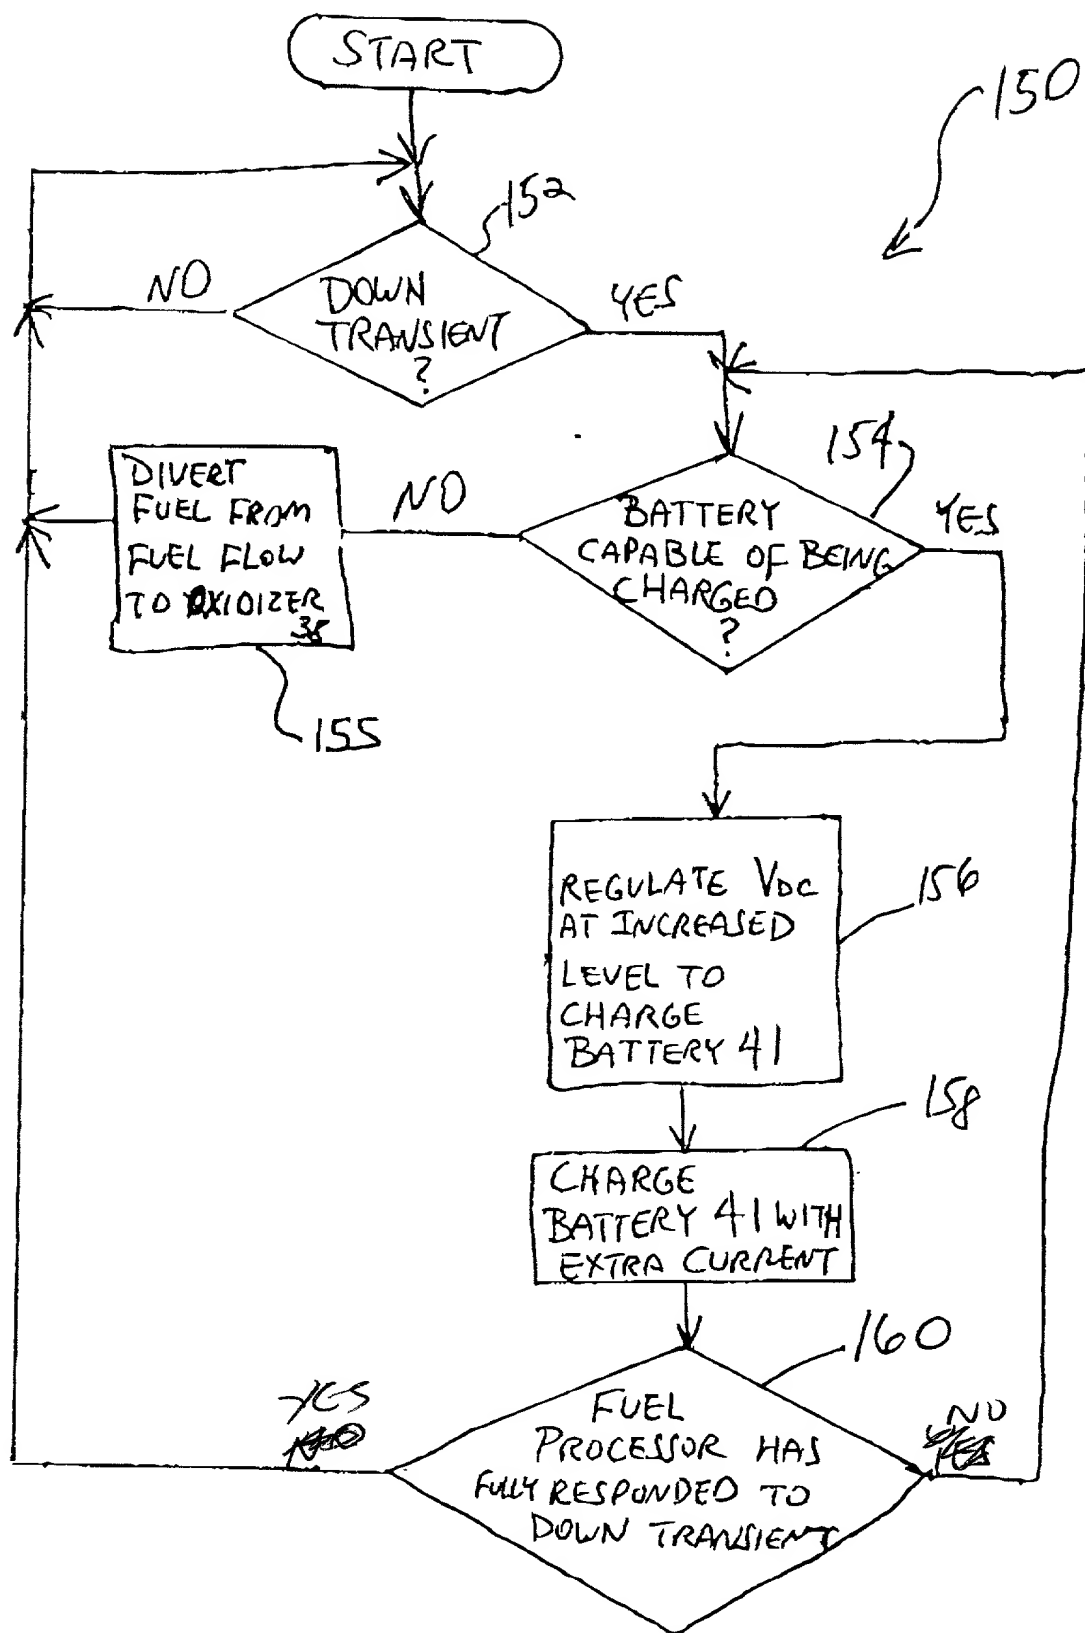 START
150
152
NO
DOWN
TRANSIENT
?
YES
154
DIVERT
FUEL FROM
FUEL FLOW
TO OXIDIZER
38
NO
BATTERY
CAPABLE OF BEING
CHARGED
?
YES
155
REGULATE VDC
AT INCREASED
LEVEL TO
CHARGE
BATTERY 41
156
158
CHARGE
BATTERY 41 WITH
EXTRA CURRENT
160
YES
FUEL
PROCESSOR HAS
FULLY RESPONDED TO
DOWN TRANSIENT
NO